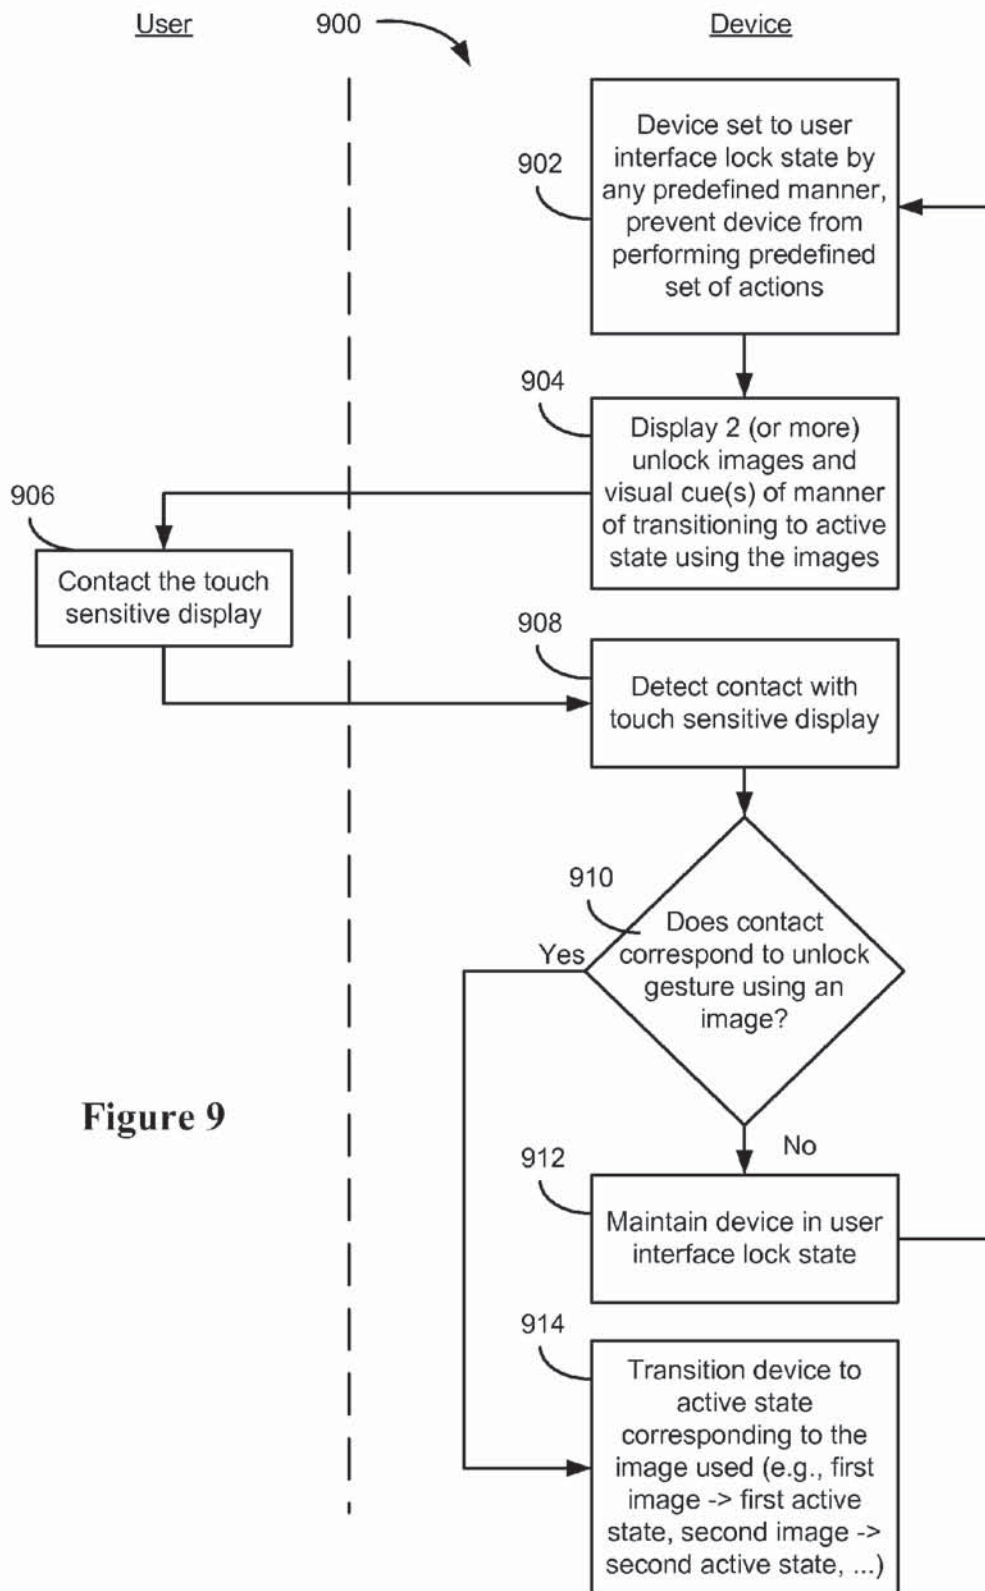 User
900
Device
902
Device set to user
interface lock state by
any predefined manner,
prevent device from
performing predefined
set of actions
904
Display 2 (or more)
unlock images and
visual cue(s) of manner
of transitioning to active
state using the images
906
Contact the touch
sensitive display
908
Detect contact with
touch sensitive display
910
Does contact
correspond to unlock
gesture using an
image?
Yes
No
Figure 9
912
Maintain device in user
interface lock state
914
Transition device to
active state
corresponding to the
image used (e.g., first
image -> first active
state, second image ->
second active state, ...)